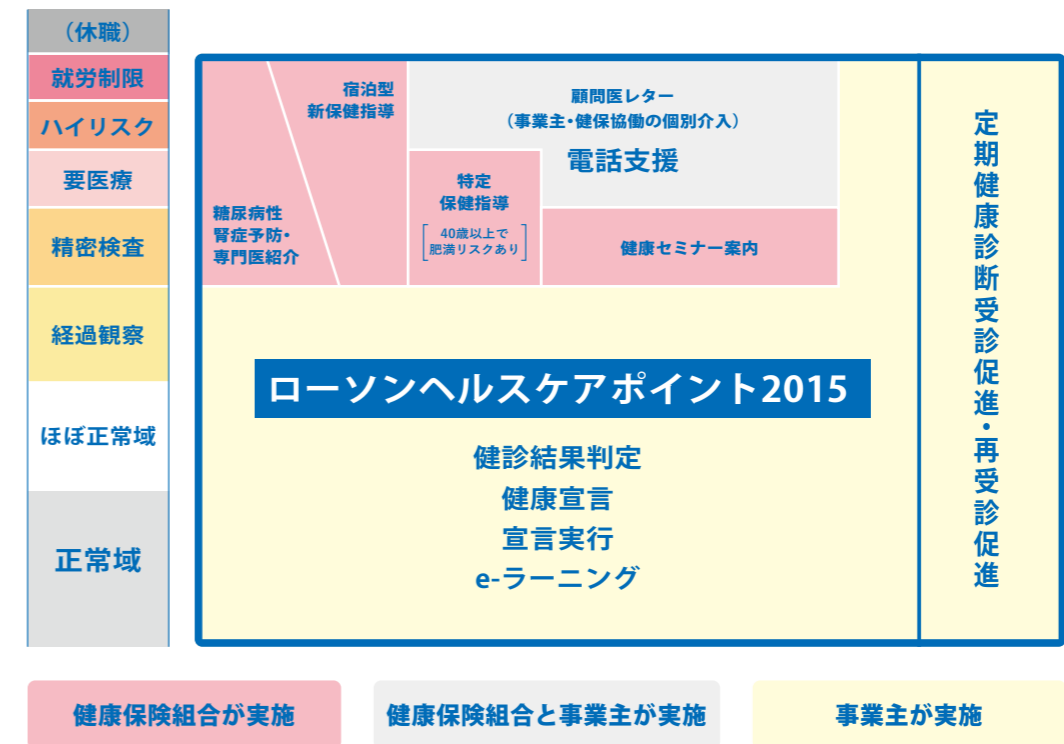 （休職）
就労制限
ハイリスク
要医療
精密検査
経過観察
ほぼ正常域
正常域
糖尿病性
腎症予防・
専門医紹介
宿泊型
新保健指導
顧問医レター
（事業主・健保協働の個別介入）
電話支援
特定
保健指導
40歳以上で
肥満リスクあり
健康セミナー案内
ローソンヘルスケアポイント2015
健診結果判定
健康宣言
宣言実行
e-ラーニング
定期健康診断受診促進・再受診促進
健康保険組合が実施
健康保険組合と事業主が実施
事業主が実施